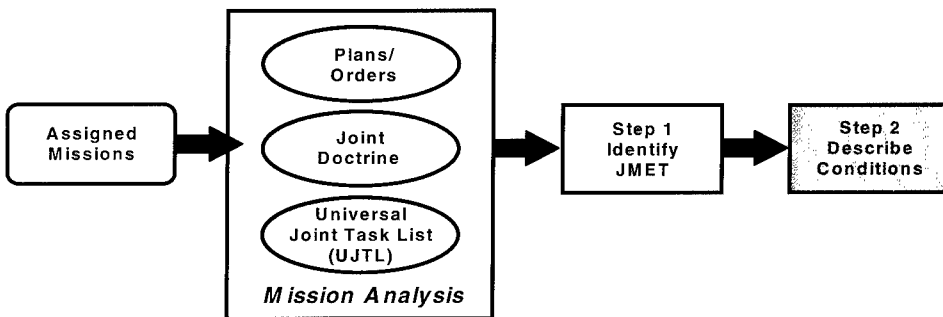 Assigned
Missions
Plans/
Orders
Joint
Doctrine
Universal
Joint Task List
(UJTL)
Mission Analysis
Step 1
Identify
JMET
Step 2
Describe
Conditions